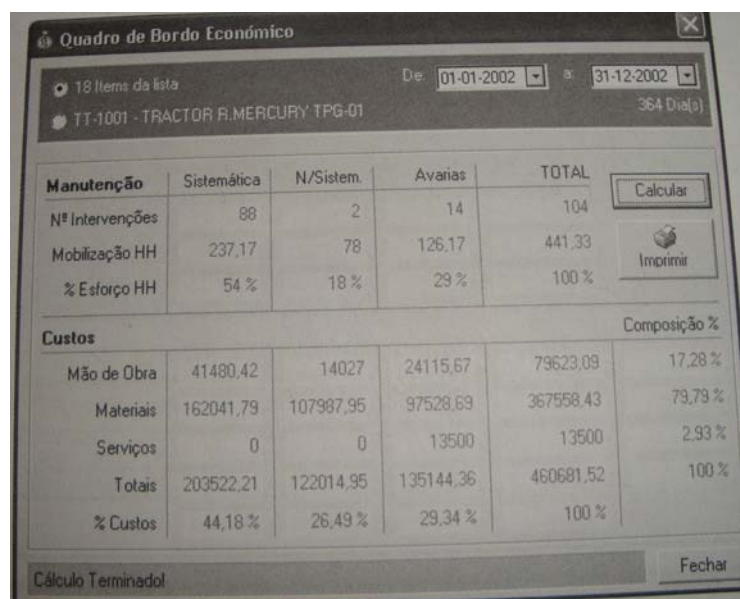 Quadro de Bordo Económico
18 Items da lista De: 01-01-2002 a: 31-12-2002
TT-1001 - TRACTOR R.MERCURY TPG-01 364 Dia(s)
Manutenção Sistemática N/Sistem. Avarias TOTAL Calcular
Nº Intervenções 88 2 14 104
Mobilização HH 237,17 78 126,17 441,33 Imprimir
% Esforço HH 54 % 18 % 29 % 100 %
Custos Composição %
Mão de Obra 41480,42 14027 24115,67 79623,09 17,28 %
Materiais 162041,79 107987,95 97528,69 367558,43 79,79 %
Serviços 0 0 13500 13500 2,93 %
Totais 203522,21 122014,95 135144,36 460681,52 100 %
% Custos 44,18 % 26,49 % 29,34 % 100 %
Cálculo Terminado! Fechar